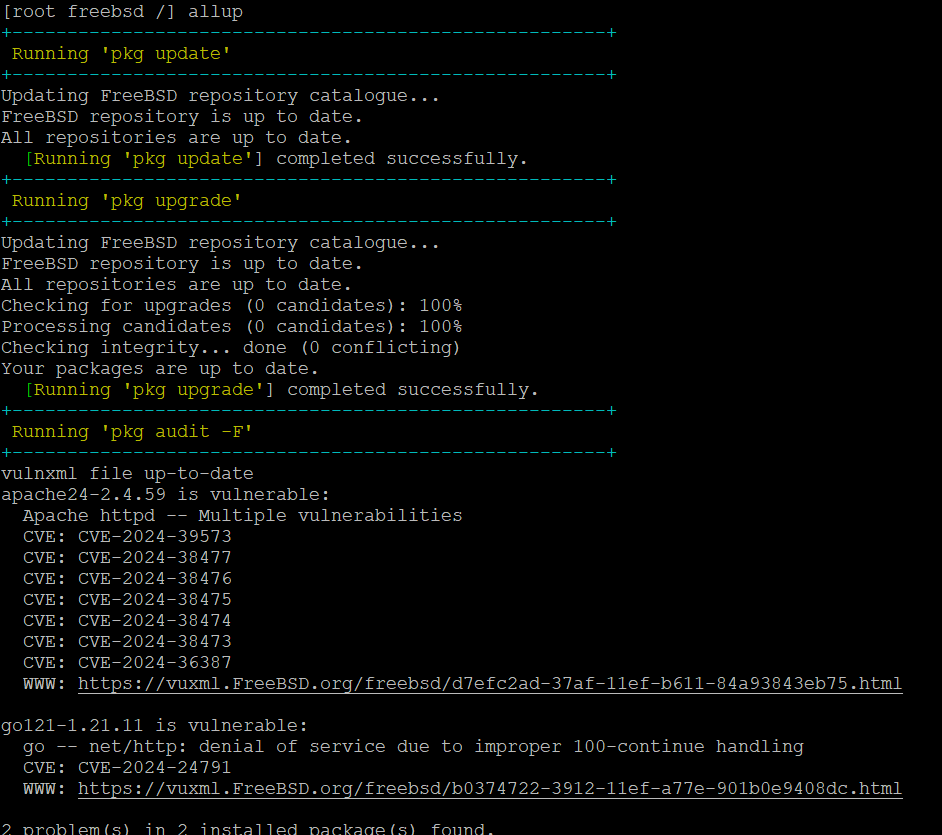 [root freebsd /] allup
+------------------------------------------------------+
 Running 'pkg update'
+------------------------------------------------------+
Updating FreeBSD repository catalogue...
FreeBSD repository is up to date.
All repositories are up to date.
  [Running 'pkg update'] completed successfully.
+------------------------------------------------------+
 Running 'pkg upgrade'
+------------------------------------------------------+
Updating FreeBSD repository catalogue...
FreeBSD repository is up to date.
All repositories are up to date.
Checking for upgrades (0 candidates): 100%
Processing candidates (0 candidates): 100%
Checking integrity... done (0 conflicting)
Your packages are up to date.
  [Running 'pkg upgrade'] completed successfully.
+------------------------------------------------------+
 Running 'pkg audit -F'
+------------------------------------------------------+
vulnxml file up-to-date
apache24-2.4.59 is vulnerable:
  Apache httpd -- Multiple vulnerabilities
  CVE: CVE-2024-39573
  CVE: CVE-2024-38477
  CVE: CVE-2024-38476
  CVE: CVE-2024-38475
  CVE: CVE-2024-38474
  CVE: CVE-2024-38473
  CVE: CVE-2024-36387
  WWW: https://vuxml.FreeBSD.org/freebsd/d7efc2ad-37af-11ef-b611-84a93843eb75.html

go121-1.21.11 is vulnerable:
  go -- net/http: denial of service due to improper 100-continue handling
  CVE: CVE-2024-24791
  WWW: https://vuxml.FreeBSD.org/freebsd/b0374722-3912-11ef-a77e-901b0e9408dc.html

2 problem(s) in 2 installed package(s) found.